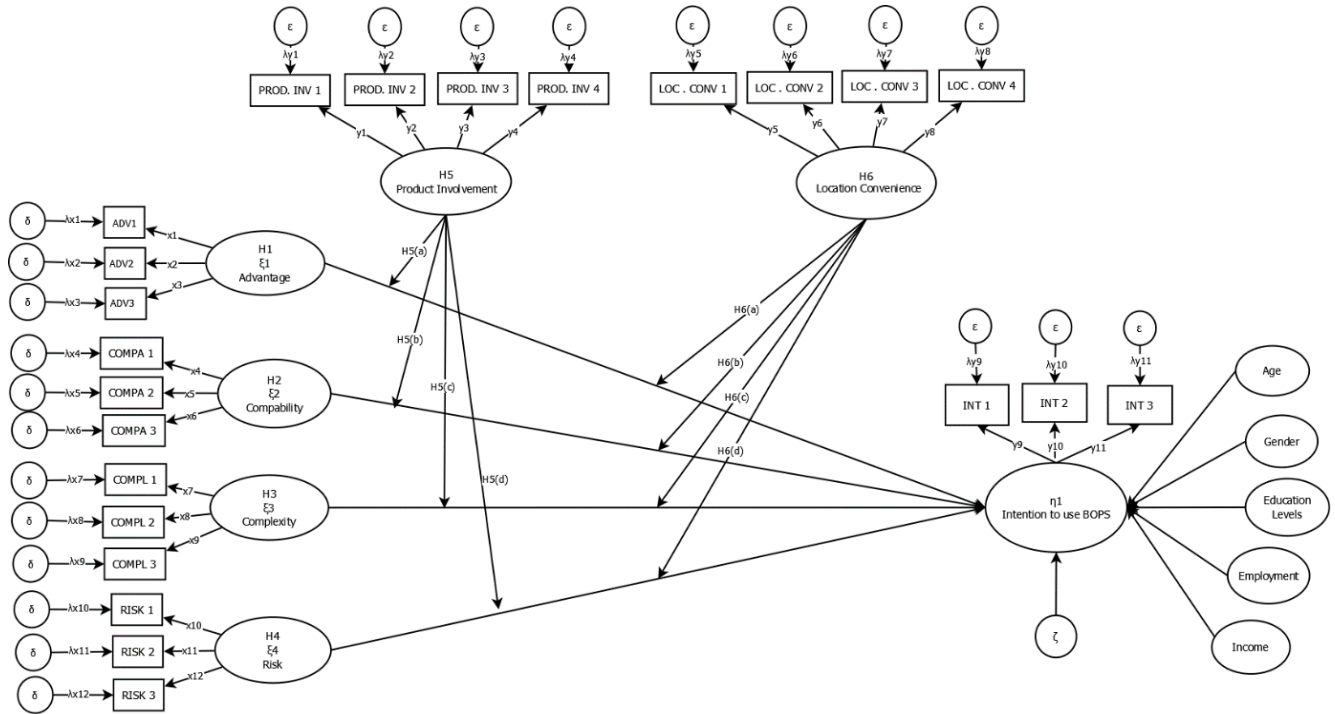 ε ε ε ε ε ε ε ε
λy1 λy2 λy3 λy4 λy5 λy6 λy7 λy8
PROD. INV 1 PROD. INV 2 PROD. INV 3 PROD. INV 4 LOC . CONV 1 LOC . CONV 2 LOC . CONV 3 LOC . CONV 4
y1 y2 y3 y4 y5 y6 y7 y8
H5
Product Involvement
H6
Location Convenience
δ λx1 ADV1 x1
δ λx2 ADV2 x2
δ λx3 ADV3 x3
H1
ξ1
Advantage
H5(a)
H5(b)
H5(c)
H5(d)
H6(a)
H6(b)
H6(c)
H6(d)
δ λx4 COMPA 1 x4
δ λx5 COMPA 2 x5
δ λx6 COMPA 3 x6
H2
ξ2
Compability
δ λx7 COMPL 1 x7
δ λx8 COMPL 2 x8
δ λx9 COMPL 3 x9
H3
ξ3
Complexity
δ λx10 RISK 1 x10
δ λx11 RISK 2 x11
δ λx12 RISK 3 x12
H4
ξ4
Risk
ε ε ε
λy9 λy10 λy11
INT 1 INT 2 INT 3
y9 y10 y11
η1
Intention to use BOPS
ζ
Age
Gender
Education
Levels
Employment
Income